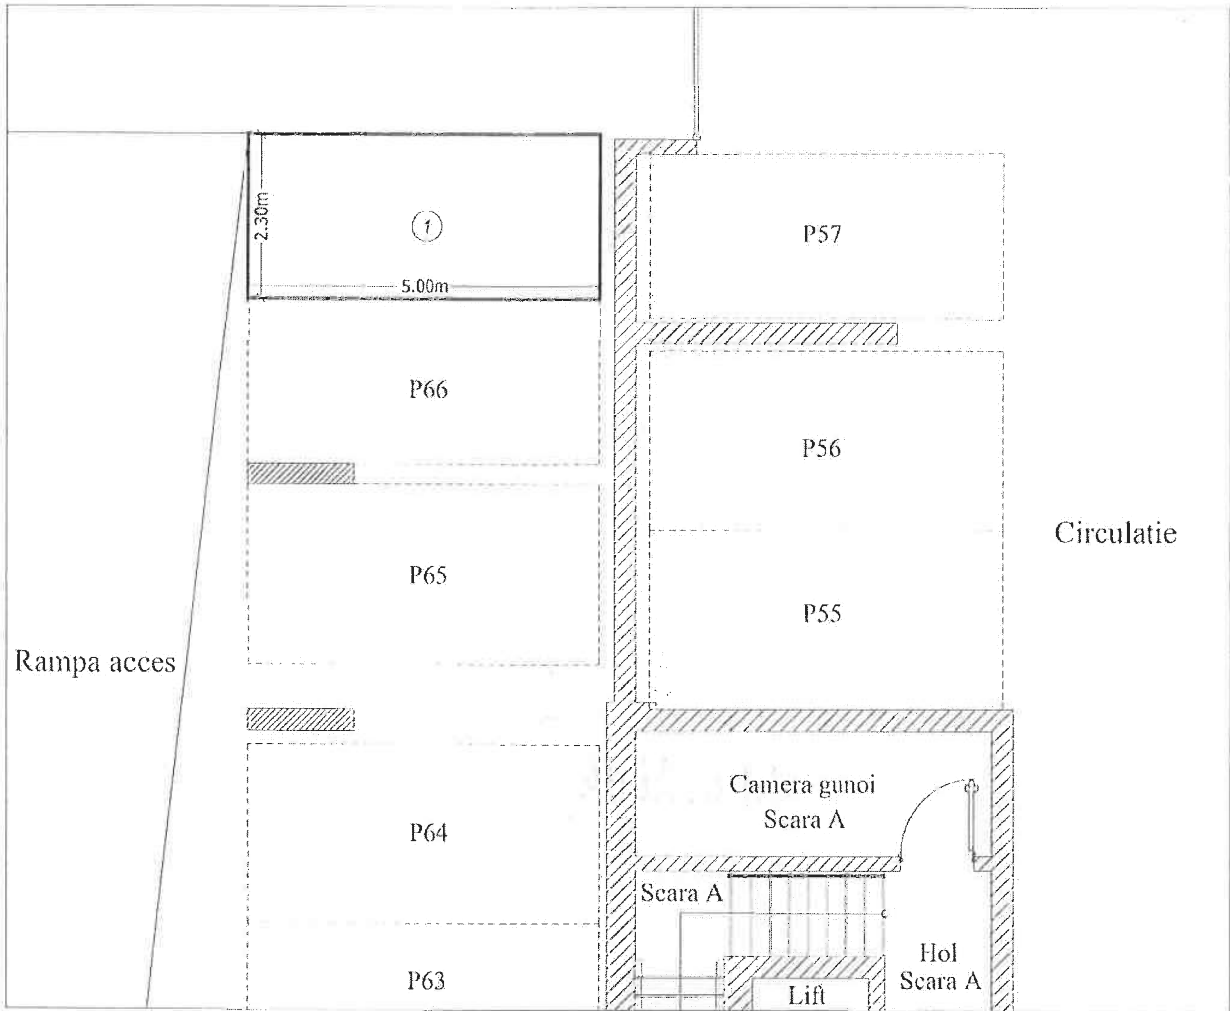 2.30m
1
5.00m
P57
P66
P56
Circulatie
P65
P55
Rampa acces
Camera gunoi
Scara A
P64
Scara A
Hol
Scara A
P63
Lift